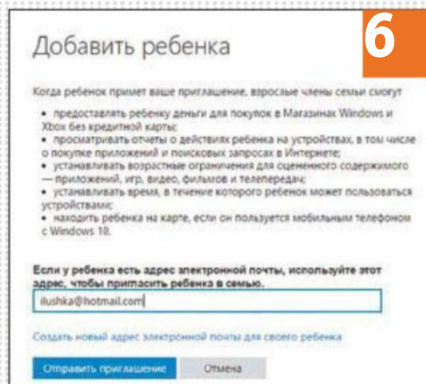 6
Добавить ребенка
Когда ребенок примет ваше приглашение, взрослые члены семьи смогут
• предоставлять ребенку деньги для покупок в Магазинах Windows и
Xbox без кредитной карты;
• просматривать отчеты о действиях ребенка на устройствах, в том числе
о покупке приложений и поисковых запросах в Интернете;
• устанавливать возрастные ограничения для оцененного содержимого
— приложений, игр, видео, фильмов и телепередач;
• устанавливать время, в течение которого ребенок может пользоваться
устройствами;
• находить ребенка на карте, если он пользуется мобильным телефоном
с Windows 10.
Если у ребенка есть адрес электронной почты, используйте этот
адрес, чтобы пригласить ребенка в семью.
ilushka@hotmail.com
Создать новый адрес электронной почты для своего ребенка
Отправить приглашение Отмена